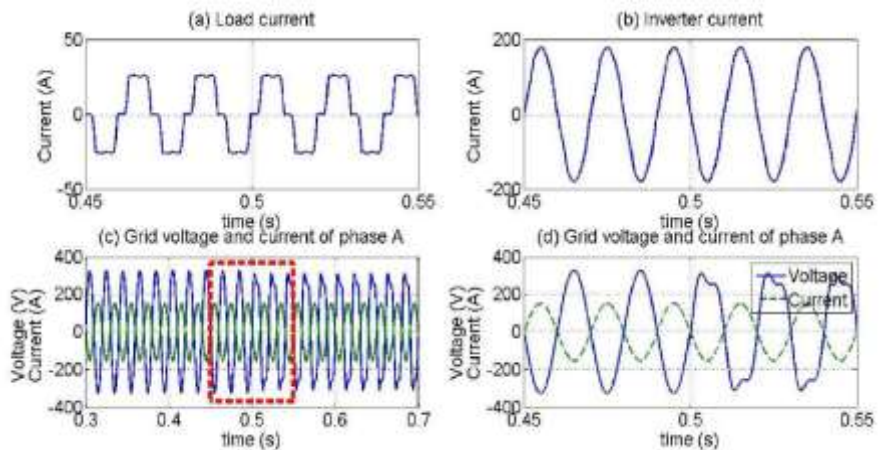 (a) Load current
(b) Inverter current
50
0
-50
Current (A)
0.45 0.5 0.55
time (s)
200
0
-200
Current (A)
0.45 0.5 0.55
time (s)
(c) Grid voltage and current of phase A
(d) Grid voltage and current of phase A
400
200
0
-200
-400
Voltage (V)
Current (A)
0.3 0.4 0.5 0.6 0.7
time (s)
400
200
0
-200
-400
Voltage (V)
Current (A)
Voltage
Current
0.45 0.5 0.55
time (s)